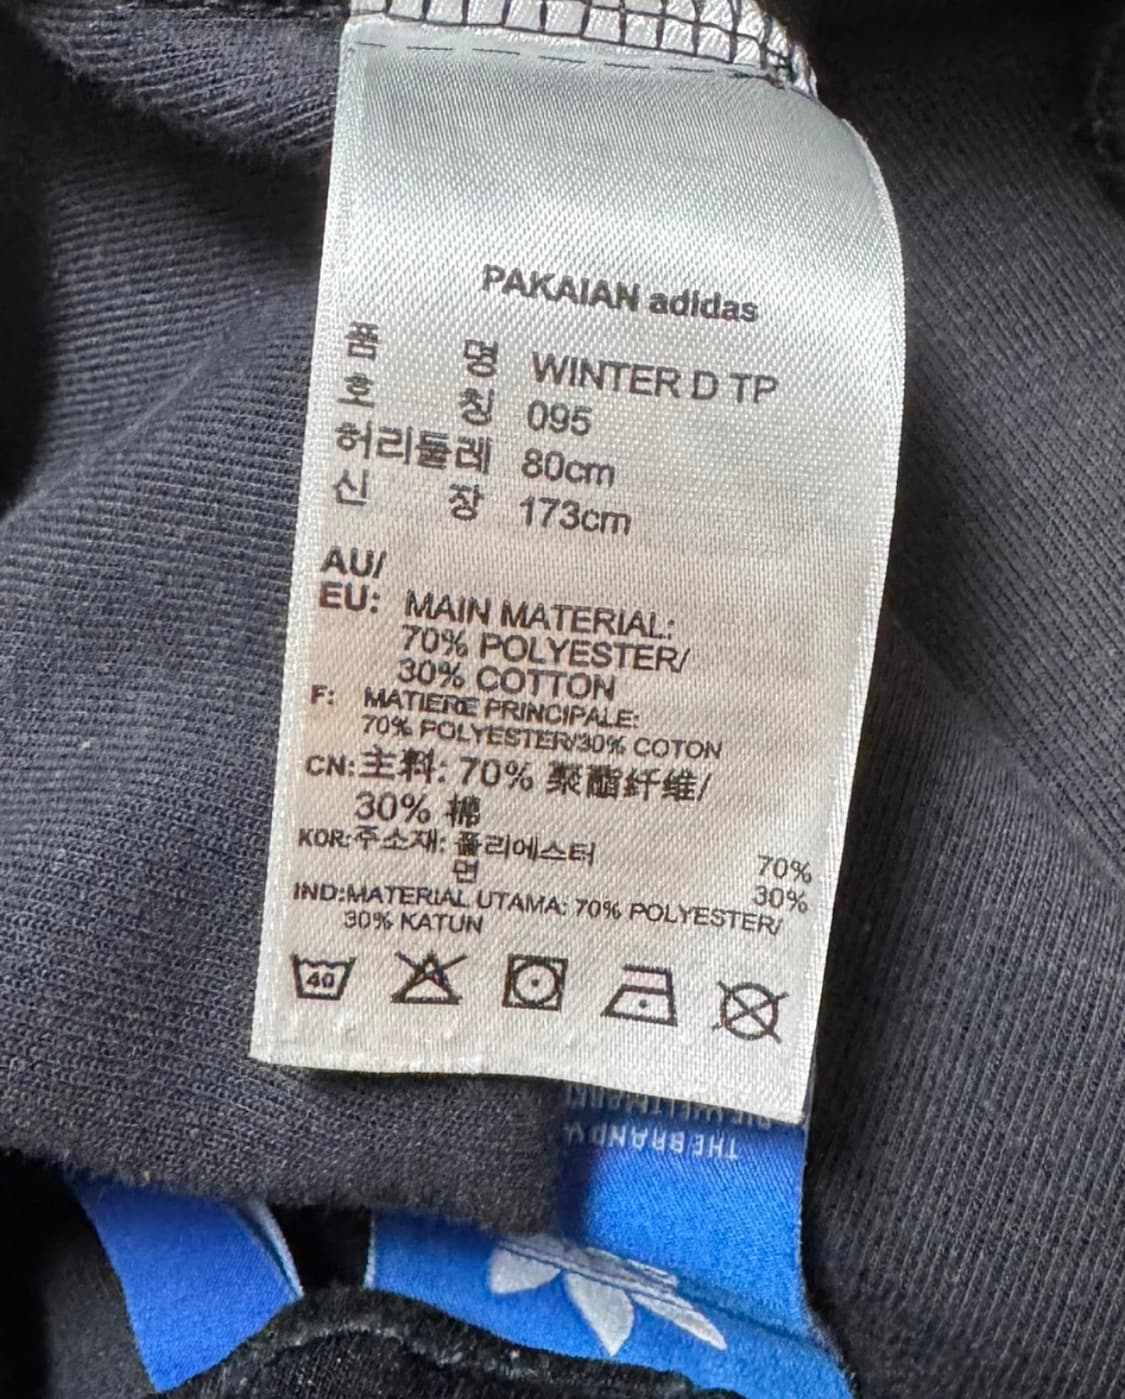 PAKAIAN adidas
품 명 WINTER D TP
호 칭 095
허리둘레 80cm
신 장 173cm
AU/
EU: MAIN MATERIAL:
70% POLYESTER/
30% COTTON
F: MATIERE PRINCIPALE:
70% POLYESTER/30% COTON
CN: 主料: 70% 聚酯纤维/
30% 棉
KOR: 주소재: 폴리에스터 70%
면 30%
IND:MATERIAL UTAMA: 70% POLYESTER/
30% KATUN
40
THE BRAND